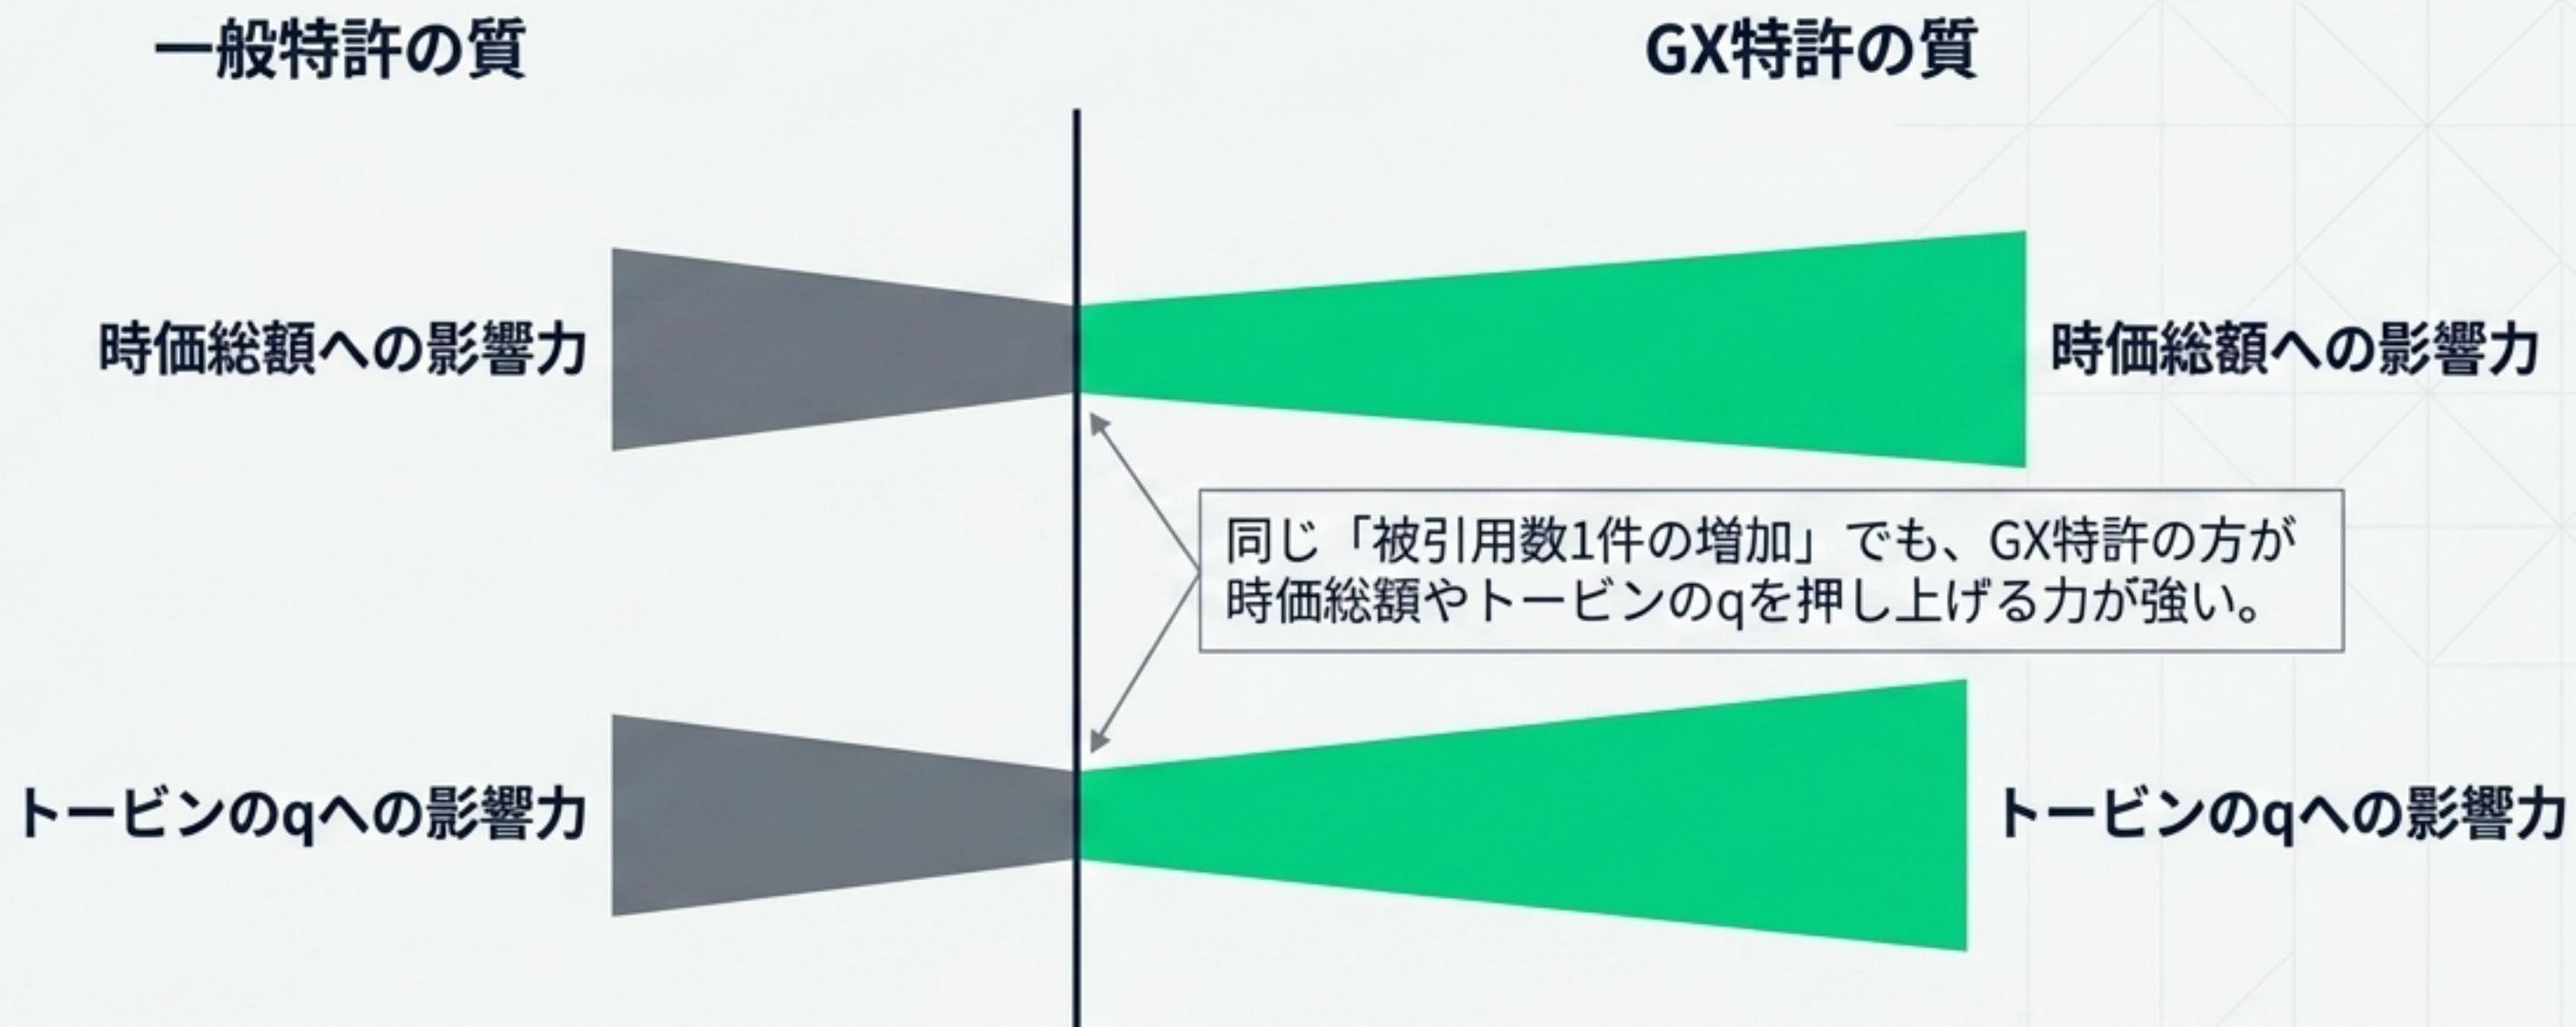 一般特許の質
GX特許の質
時価総額への影響力
時価総額への影響力
同じ「被引用数1件の増加」でも、GX特許の方が
時価総額やトービンのqを押し上げる力が強い。
トービンのqへの影響力
トービンのqへの影響力